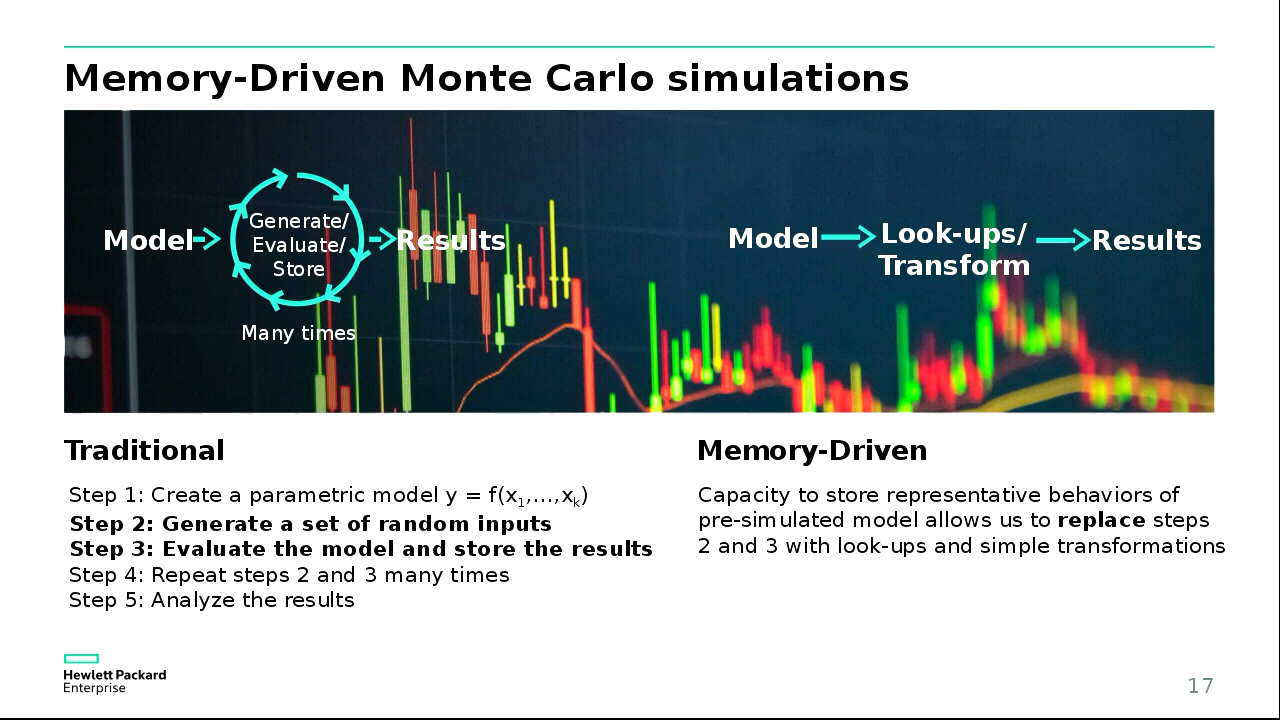 Memory-Driven Monte Carlo simulations
Model
Generate/
Evaluate/
Store
Many times
Results
Model
Look-ups/
Transform
Results
Traditional
Step 1: Create a parametric model y = f(x1,…,xk)
Step 2: Generate a set of random inputs
Step 3: Evaluate the model and store the results
Step 4: Repeat steps 2 and 3 many times
Step 5: Analyze the results
Memory-Driven
Capacity to store representative behaviors of
pre-simulated model allows us to replace steps
2 and 3 with look-ups and simple transformations
Hewlett Packard
Enterprise
17